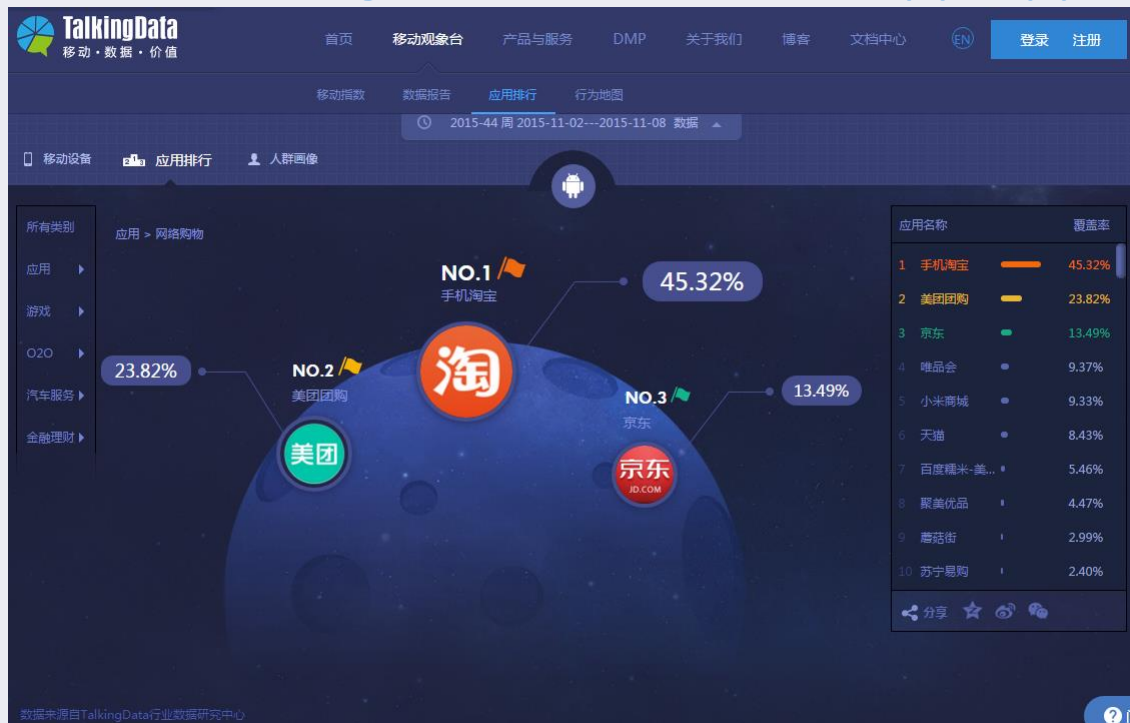 TalkingData
移动·数据·价值
首页 移动观象台 产品与服务 DMP 关于我们 博客 文档中心 EN 登录 注册
移动指数 数据报告 应用排行 行为地图
2015-44 周 2015-11-02---2015-11-08 数据
移动设备 应用排行 人群画像
所有类别
应用
游戏
O2O
汽车服务
金融理财
应用 > 网络购物
NO.1
手机淘宝
45.32%
淘
23.82%
NO.2
美团团购
美团
NO.3
京东
13.49%
京东
JD.COM
应用名称 覆盖率
1 手机淘宝 45.32%
2 美团团购 23.82%
3 京东 13.49%
4 唯品会 9.37%
5 小米商城 9.33%
6 天猫 8.43%
7 百度糯米-美... 5.46%
8 聚美优品 4.47%
9 蘑菇街 2.99%
10 苏宁易购 2.40%
分享
数据来源自TalkingData行业数据研究中心
?